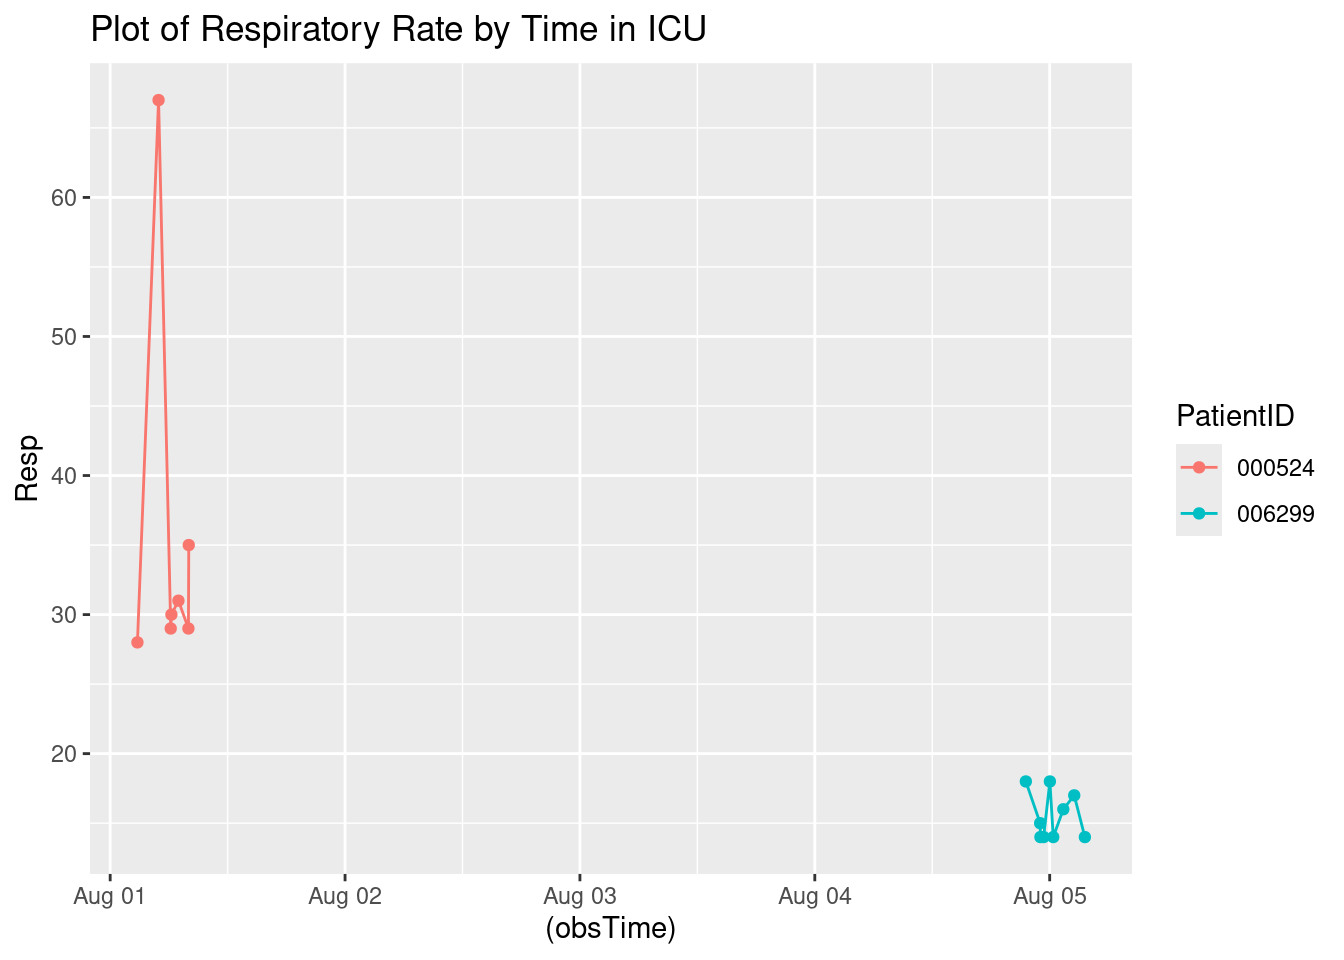 Plot of Respiratory Rate by Time in ICU
Resp
60
50
40
30
20
Aug 01 Aug 02 Aug 03 Aug 04 Aug 05
(obsTime)
PatientID
000524
006299